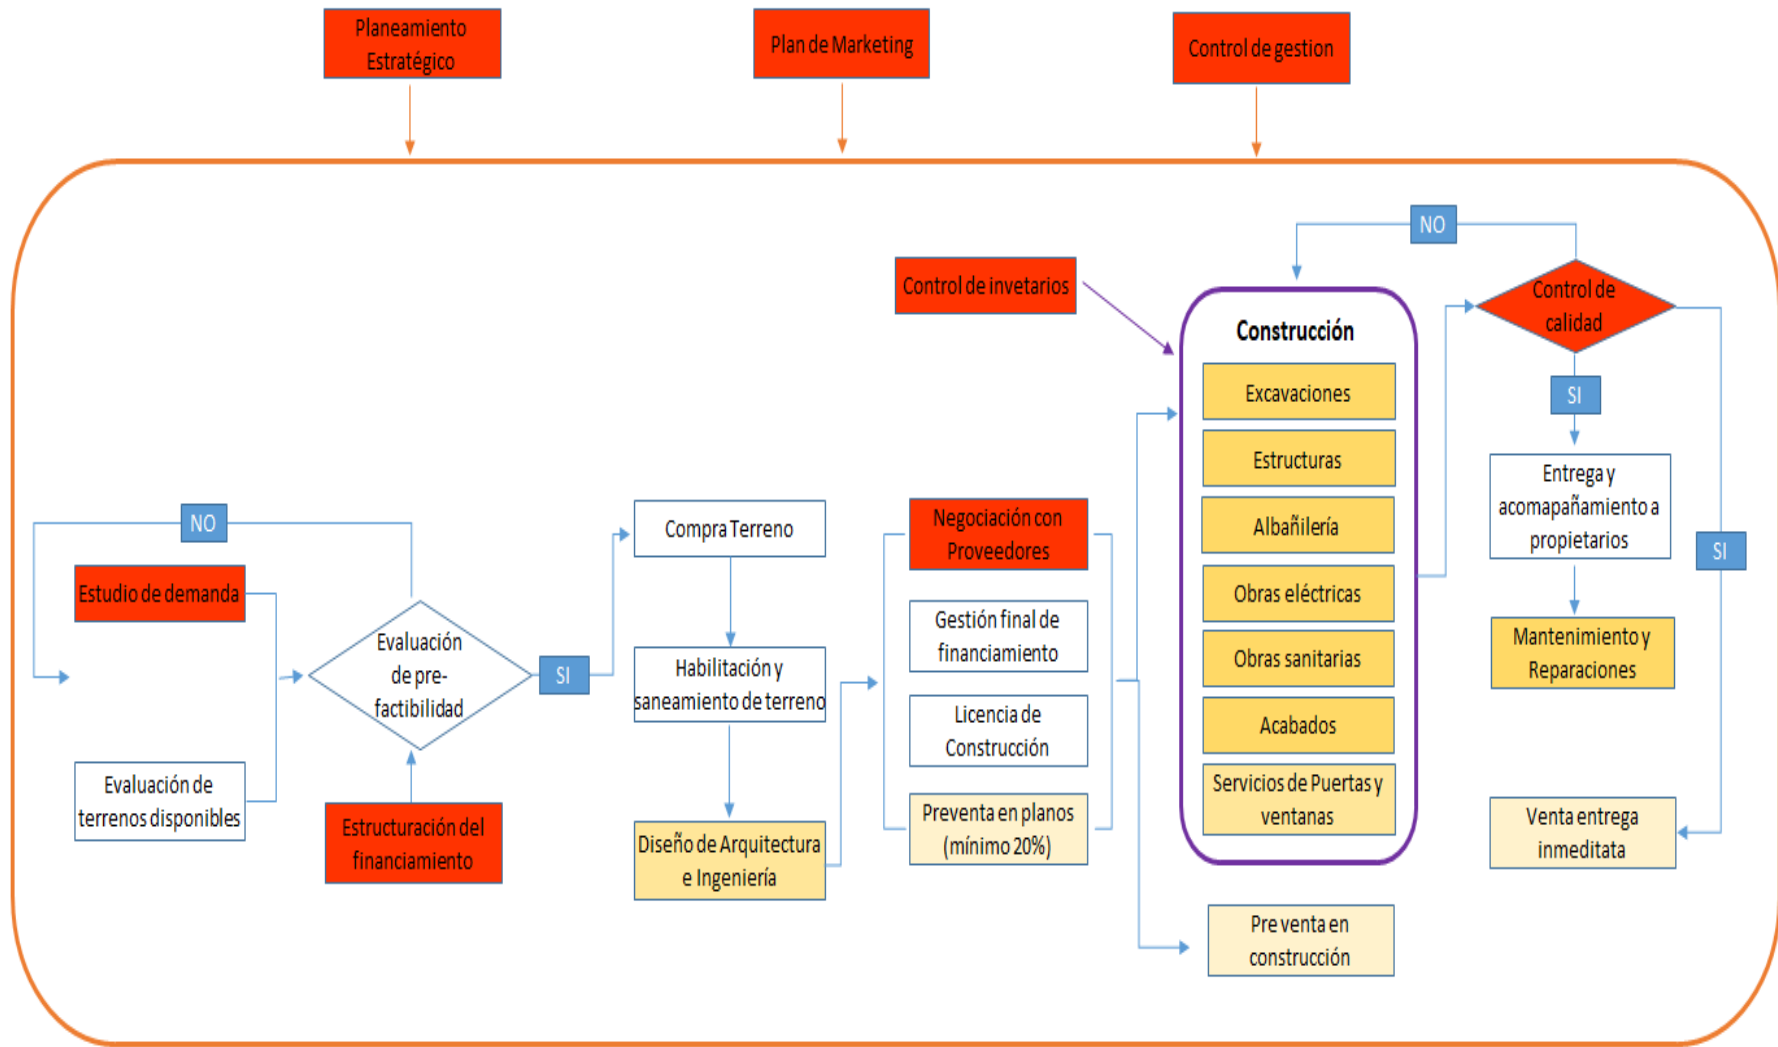 Planeamiento
Estratégico
Plan de Marketing
Control de gestion
NO
Control de invetarios
Control de
calidad
Construcción
Excavaciones
SI
Estructuras
Entrega y
acomapañamiento a
propietarios
NO
Compra Terreno
Negociación con
Proveedores
Albañilería
SI
Estudio de demanda
Obras eléctricas
Evaluación
de pre-
factibilidad
SI
Habilitación y
saneamiento de terreno
Gestión final de
financiamiento
Obras sanitarias
Mantenimiento y
Reparaciones
Licencia de
Construcción
Acabados
Evaluación de
terrenos disponibles
Estructuración del
financiamiento
Diseño de Arquitectura
e Ingeniería
Preventa en planos
(mínimo 20%)
Servicios de Puertas y
ventanas
Venta entrega
inmeditata
Pre venta en
construcción